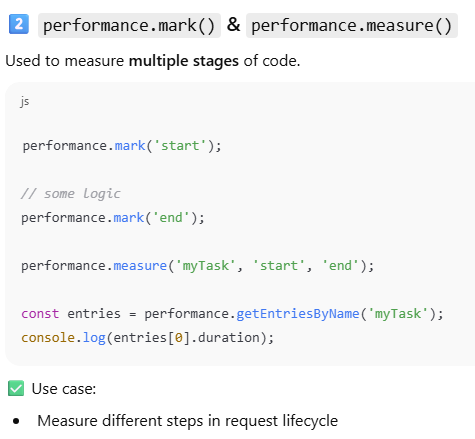 2 performance.mark() & performance.measure()
Used to measure multiple stages of code.
js
performance.mark('start');
// some logic
performance.mark('end');
performance.measure('myTask', 'start', 'end');
const entries = performance.getEntriesByName('myTask');
console.log(entries[0].duration);
✅ Use case:
• Measure different steps in request lifecycle